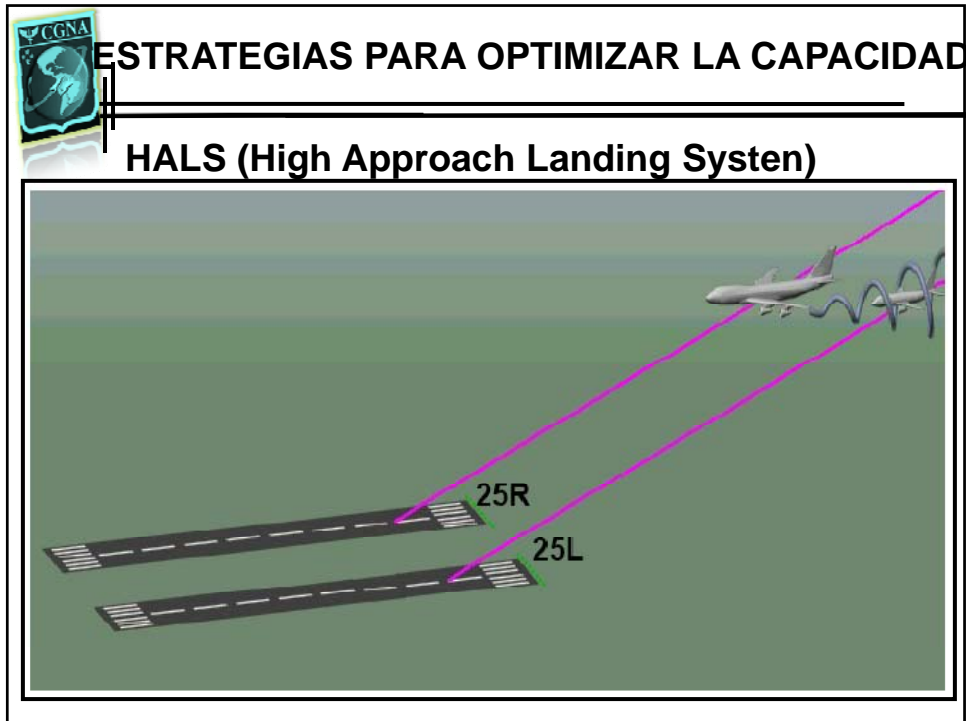 CGNA
ESTRATEGIAS PARA OPTIMIZAR LA CAPACIDAD
HALS (High Approach Landing Systen)
25R
25L